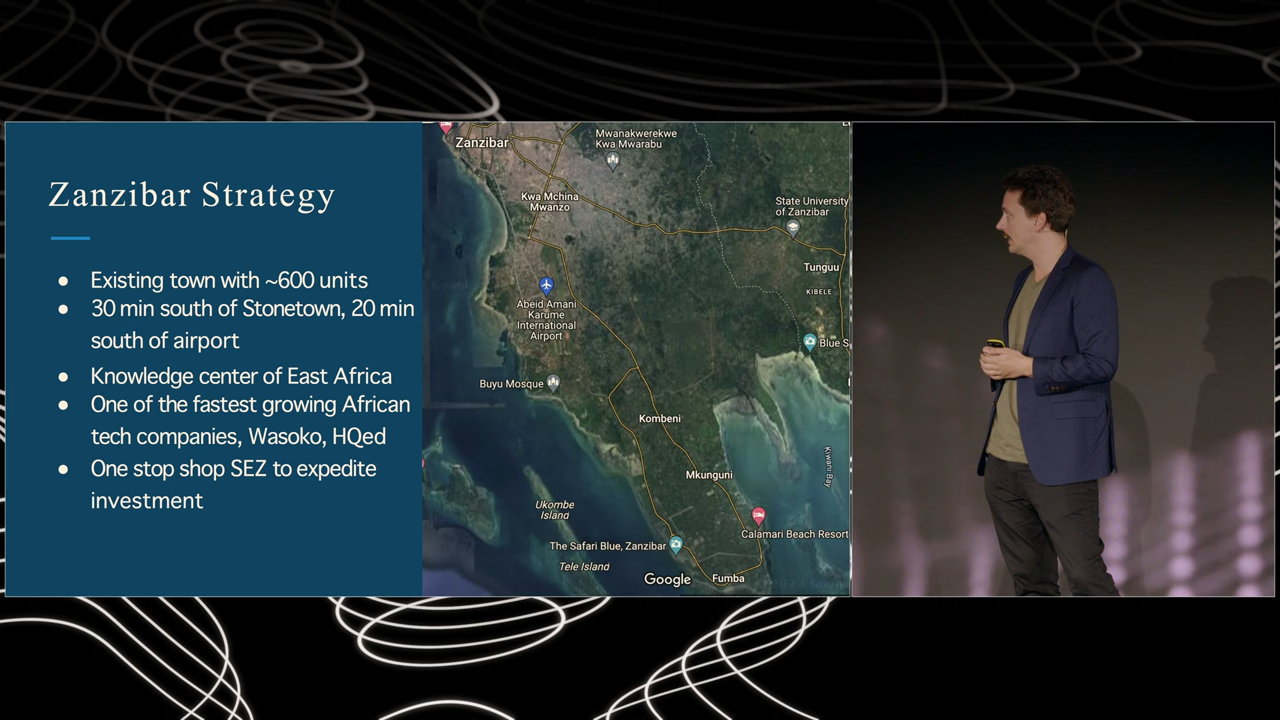 Zanzibar Strategy
● Existing town with ~600 units
● 30 min south of Stonetown, 20 min
south of airport
● Knowledge center of East Africa
● One of the fastest growing African
tech companies, Wasoko, HQed
● One stop shop SEZ to expedite
investment
Zanzibar
Mwanakwerekwe
Kwa Mwarabu
Kwa Mchina
Mwanzo
State University
of Zanzibar
Tunguu
KIBELE
Abeid Amani
Karume
International
Airport
Blue S
Buyu Mosque
Kombeni
Kiwani Bay
Mkunguni
Ukombe
Island
Calamari Beach Resort
The Safari Blue, Zanzibar
Tele Island
Google
Fumba